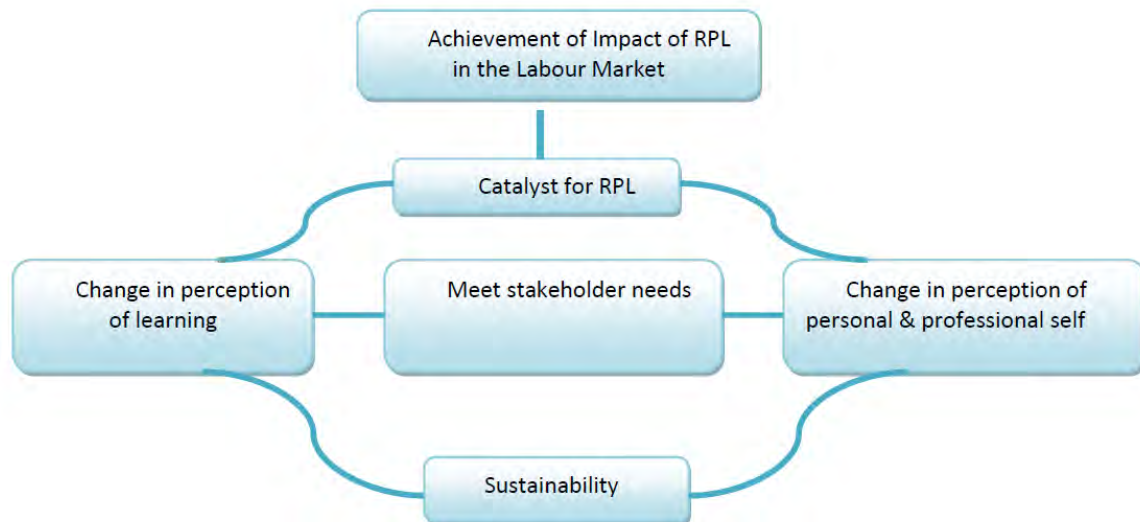 Achievement of Impact of RPL
in the Labour Market
Catalyst for RPL
Change in perception
of learning
Meet stakeholder needs
Change in perception of
personal & professional self
Sustainability